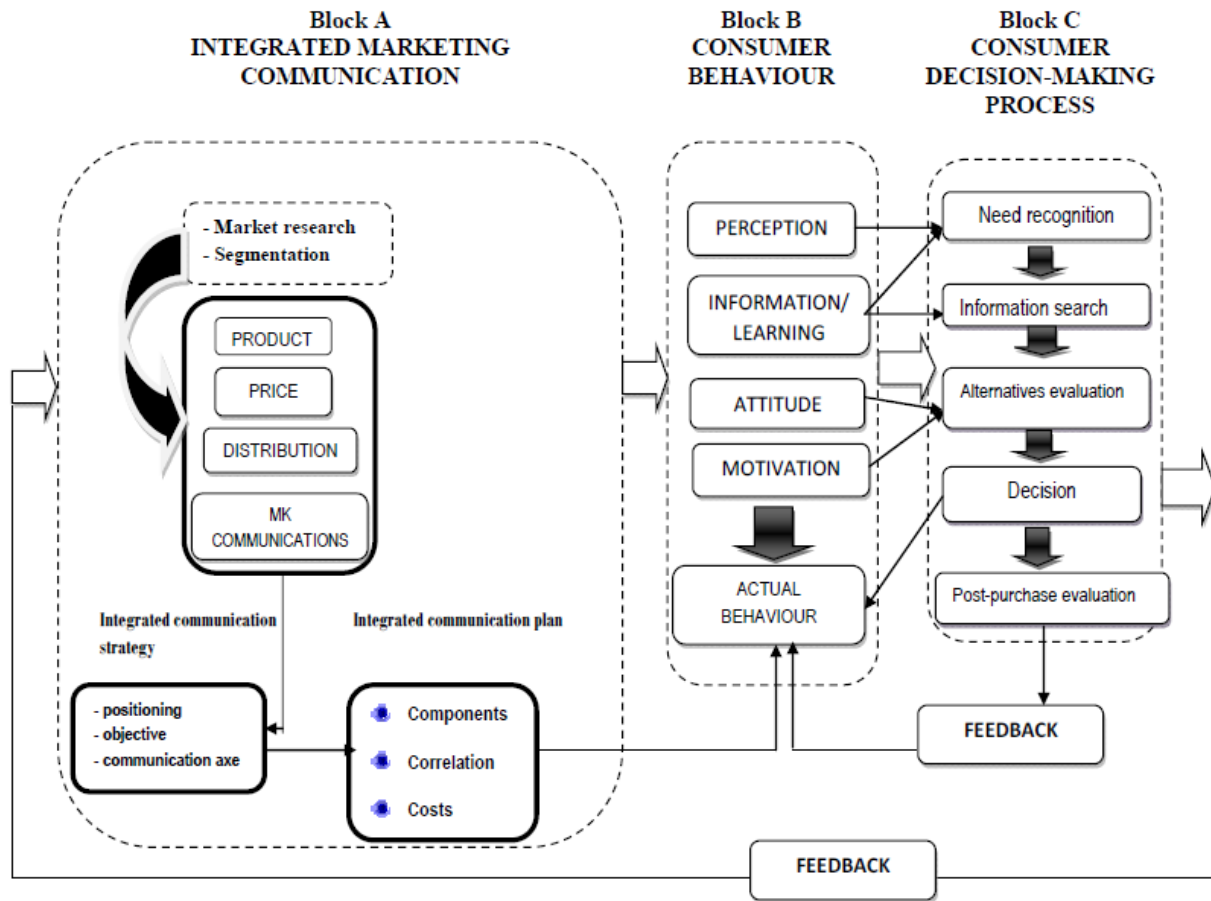 Block A
INTEGRATED MARKETING
COMMUNICATION
Block B
CONSUMER
BEHAVIOUR
Block C
CONSUMER
DECISION-MAKING
PROCESS
- Market research
- Segmentation
PRODUCT
PRICE
DISTRIBUTION
MK
COMMUNICATIONS
Integrated communication
strategy
Integrated communication plan
- positioning
- objective
- communication axe
Components
Correlation
Costs
PERCEPTION
INFORMATION/
LEARNING
ATTITUDE
MOTIVATION
ACTUAL
BEHAVIOUR
Need recognition
Information search
Alternatives evaluation
Decision
Post-purchase evaluation
FEEDBACK
FEEDBACK